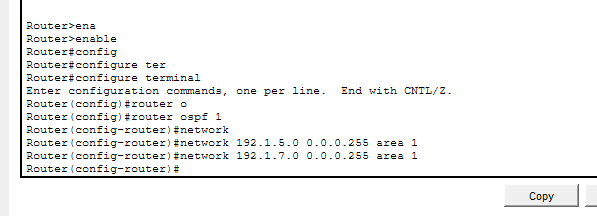 Router>ena
Router>enable
Router#config
Router#configure ter
Router#configure terminal
Enter configuration commands, one per line.  End with CNTL/Z.
Router(config)#router o
Router(config)#router ospf 1
Router(config-router)#network
Router(config-router)#network 192.1.5.0 0.0.0.255 area 1
Router(config-router)#network 192.1.7.0 0.0.0.255 area 1
Router(config-router)#
Copy